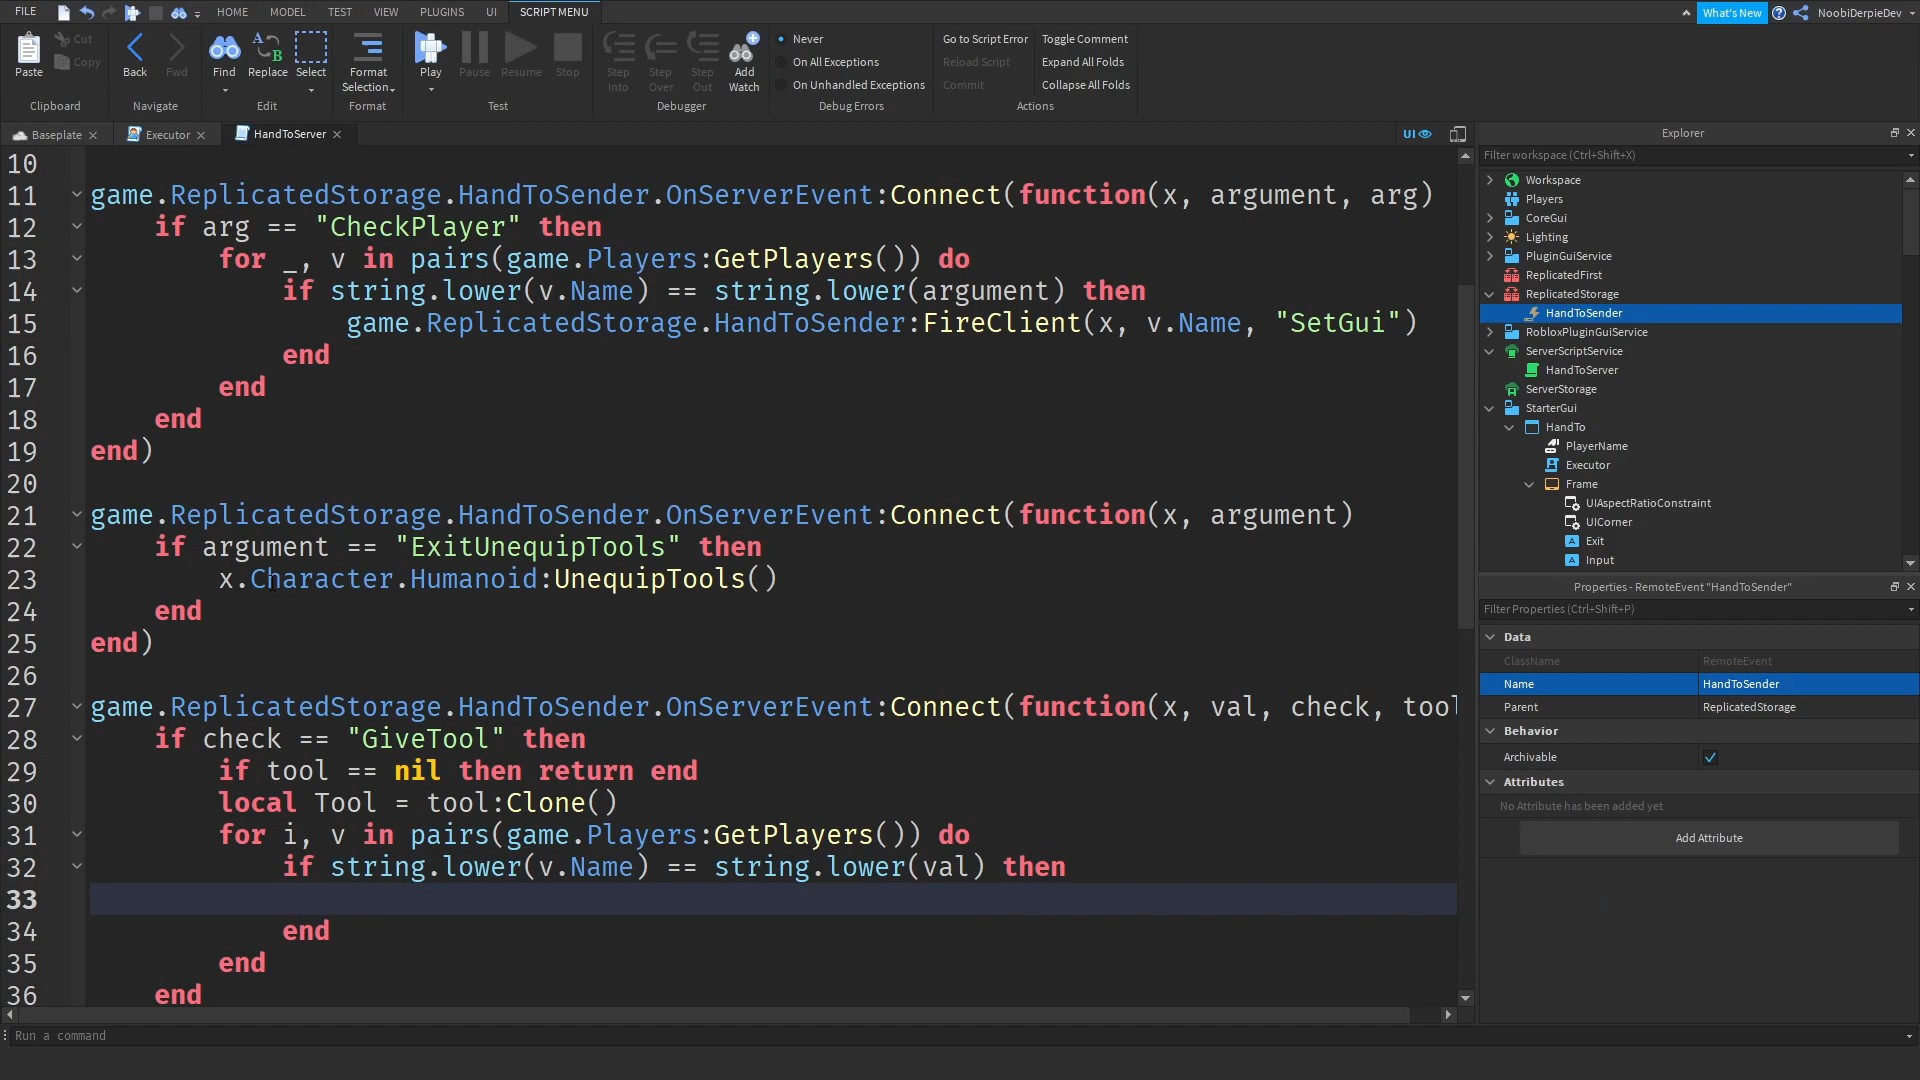 FILE HOME MODEL TEST VIEW PLUGINS UI SCRIPT MENU What's New NoobiDerpieDev
Paste Cut Copy
Clipboard
Back Fwd
Navigate
Find Replace Select
Edit
Format Selection
Format
Play Pause Resume Stop
Test
Step Into Step Over Step Out Add Watch
Debugger
Never
On All Exceptions
On Unhandled Exceptions
Debug Errors
Go to Script Error Toggle Comment
Reload Script Expand All Folds
Commit Collapse All Folds
Actions
Baseplate Executor HandToServer UI
10
11 game.ReplicatedStorage.HandToSender.OnServerEvent:Connect(function(x, argument, arg)
12 if arg == "CheckPlayer" then
13 for _, v in pairs(game.Players:GetPlayers()) do
14 if string.lower(v.Name) == string.lower(argument) then
15 game.ReplicatedStorage.HandToSender:FireClient(x, v.Name, "SetGui")
16 end
17 end
18 end
19 end)
20
21 game.ReplicatedStorage.HandToSender.OnServerEvent:Connect(function(x, argument)
22 if argument == "ExitUnequipTools" then
23 x.Character.Humanoid:UnequipTools()
24 end
25 end)
26
27 game.ReplicatedStorage.HandToSender.OnServerEvent:Connect(function(x, val, check, tool
28 if check == "GiveTool" then
29 if tool == nil then return end
30 local Tool = tool:Clone()
31 for i, v in pairs(game.Players:GetPlayers()) do
32 if string.lower(v.Name) == string.lower(val) then
33
34 end
35 end
36 end
Explorer
Filter workspace (Ctrl+Shift+X)
Workspace
Players
CoreGui
Lighting
PluginGuiService
ReplicatedFirst
ReplicatedStorage
HandToSender
RobloxPluginGuiService
ServerScriptService
HandToServer
ServerStorage
StarterGui
HandTo
PlayerName
Executor
Frame
UIAspectRatioConstraint
UICorner
Exit
Input
Properties - RemoteEvent "HandToSender"
Filter Properties (Ctrl+Shift+P)
Data
ClassName RemoteEvent
Name HandToSender
Parent ReplicatedStorage
Behavior
Archivable
Attributes
No Attribute has been added yet
Add Attribute
Run a command